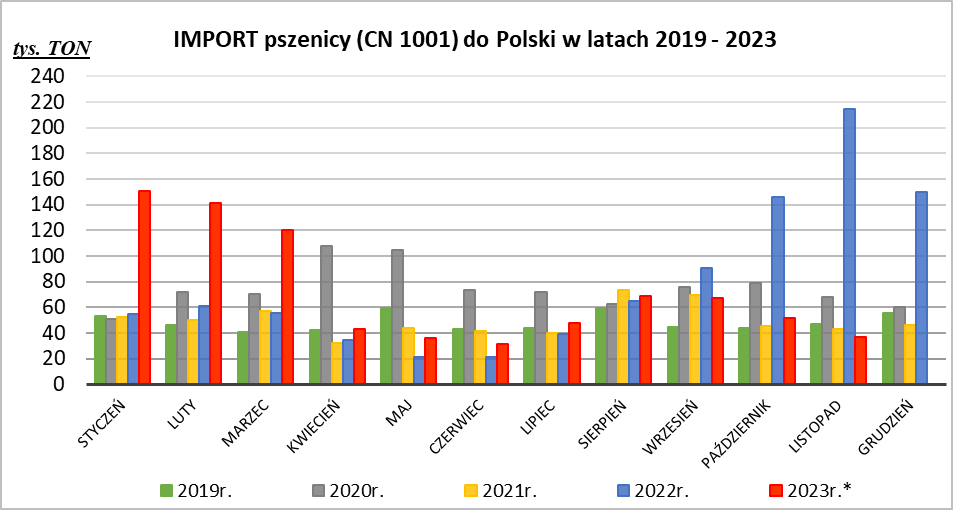 IMPORT pszenicy (CN 1001) do Polski w latach 2019 - 2023
tys. TON
240
220
200
180
160
140
120
100
80
60
40
20
0
STYCZEŃ
LUTY
MARZEC
KWIECIEŃ
MAJ
CZERWIEC
LIPIEC
SIERPIEŃ
WRZESIEŃ
PAŹDZIERNIK
LISTOPAD
GRUDZIEŃ
2019r. 2020r. 2021r. 2022r. 2023r.*